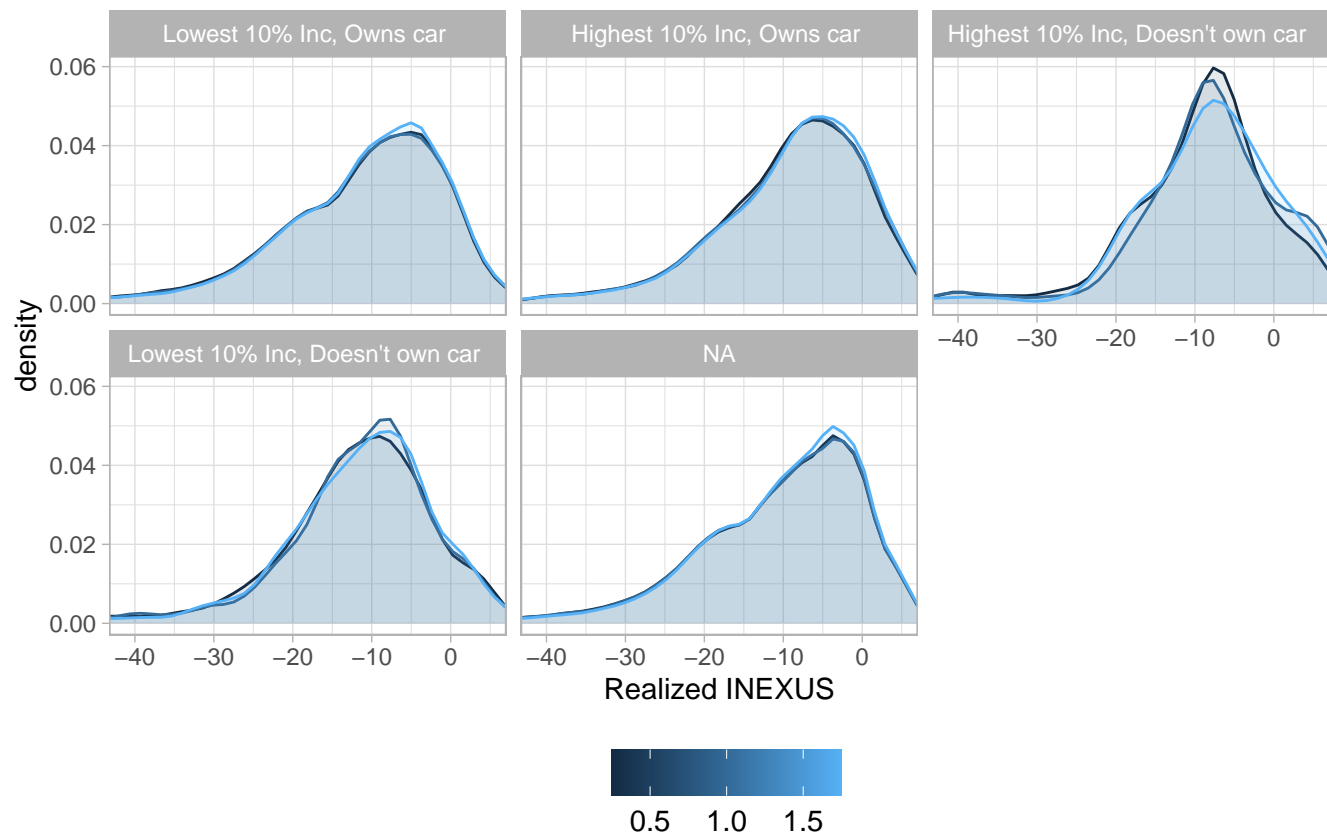 Lowest 10% Inc, Owns car
Highest 10% Inc, Owns car
Highest 10% Inc, Doesn't own car
0.06
0.04
0.02
0.00
−40 −30 −20 −10 0
Lowest 10% Inc, Doesn't own car
NA
density
0.06
0.04
0.02
0.00
−40 −30 −20 −10 0
−40 −30 −20 −10 0
Realized INEXUS
0.5 1.0 1.5